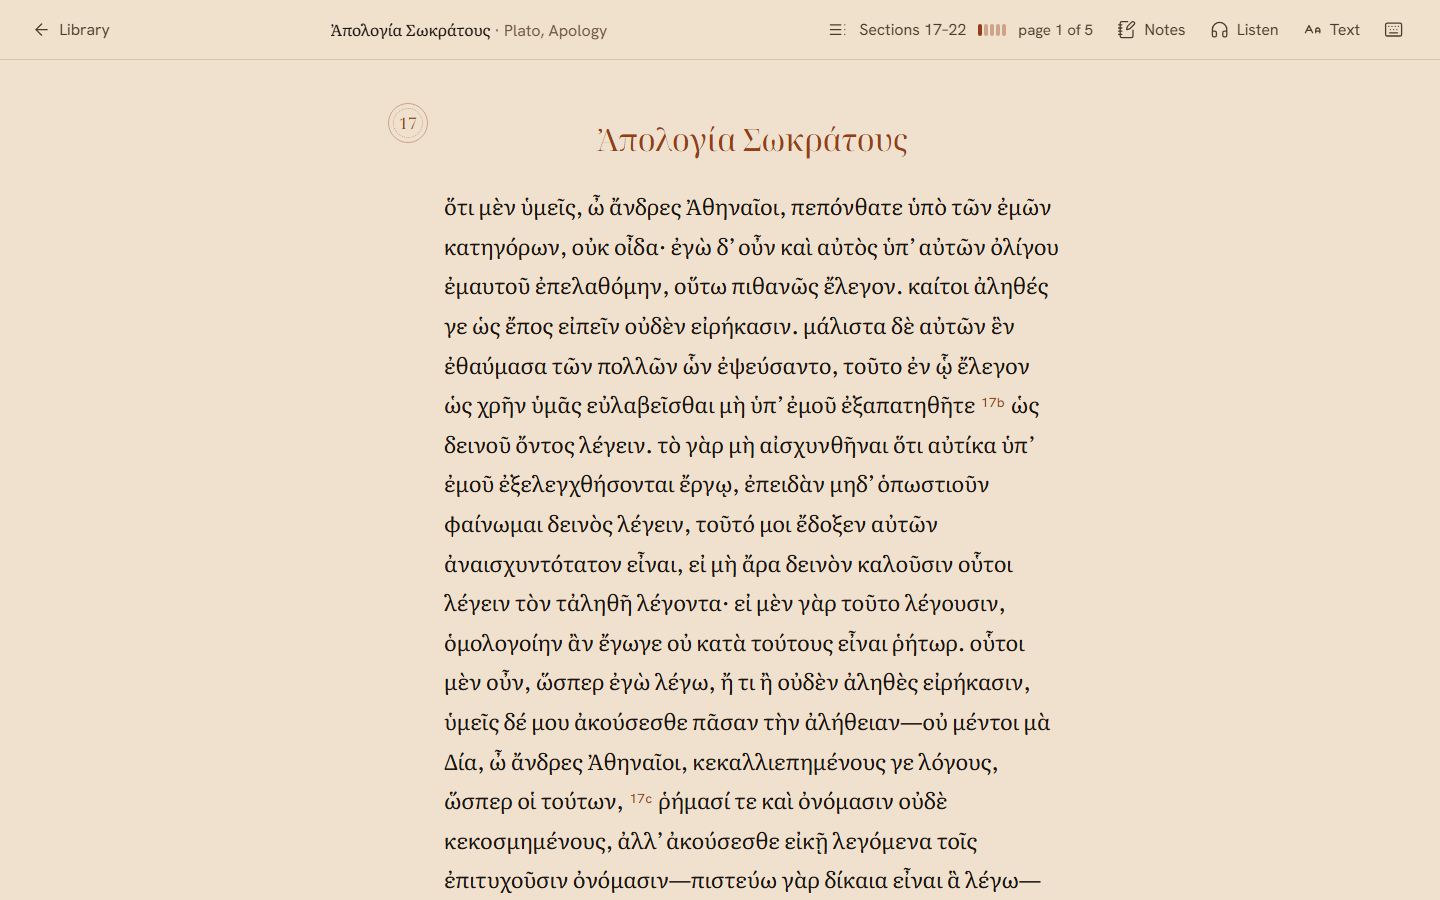 Library
Ἀπολογία Σωκράτους · Plato, Apology
Sections 17–22
page 1 of 5
Notes
Listen
Text
17
Ἀπολογία Σωκράτους
ὅτι μὲν ὑμεῖς, ὦ ἄνδρες Ἀθηναῖοι, πεπόνθατε ὑπὸ τῶν ἐμῶν
κατηγόρων, οὐκ οἶδα· ἐγὼ δ’ οὖν καὶ αὐτὸς ὑπ’ αὐτῶν ὀλίγου
ἐμαυτοῦ ἐπελαθόμην, οὕτω πιθανῶς ἔλεγον. καίτοι ἀληθές
γε ὡς ἔπος εἰπεῖν οὐδὲν εἰρήκασιν. μάλιστα δὲ αὐτῶν ἓν
ἐθαύμασα τῶν πολλῶν ὧν ἐψεύσαντο, τοῦτο ἐν ᾧ ἔλεγον
ὡς χρῆν ὑμᾶς εὐλαβεῖσθαι μὴ ὑπ’ ἐμοῦ ἐξαπατηθῆτε 17b ὡς
δεινοῦ ὄντος λέγειν. τὸ γὰρ μὴ αἰσχυνθῆναι ὅτι αὐτίκα ὑπ’
ἐμοῦ ἐξελεγχθήσονται ἔργῳ, ἐπειδὰν μηδ’ ὁπωστιοῦν
φαίνωμαι δεινὸς λέγειν, τοῦτό μοι ἔδοξεν αὐτῶν
ἀναισχυντότατον εἶναι, εἰ μὴ ἄρα δεινὸν καλοῦσιν οὗτοι
λέγειν τὸν τἀληθῆ λέγοντα· εἰ μὲν γὰρ τοῦτο λέγουσιν,
ὁμολογοίην ἂν ἔγωγε οὐ κατὰ τούτους εἶναι ῥήτωρ. οὗτοι
μὲν οὖν, ὥσπερ ἐγὼ λέγω, ἤ τι ἢ οὐδὲν ἀληθὲς εἰρήκασιν,
ὑμεῖς δέ μου ἀκούσεσθε πᾶσαν τὴν ἀλήθειαν—οὐ μέντοι μὰ
Δία, ὦ ἄνδρες Ἀθηναῖοι, κεκαλλιεπημένους γε λόγους,
ὥσπερ οἱ τούτων, 17c ῥήμασί τε καὶ ὀνόμασιν οὐδὲ
κεκοσμημένους, ἀλλ’ ἀκούσεσθε εἰκῇ λεγόμενα τοῖς
ἐπιτυχοῦσιν ὀνόμασιν—πιστεύω γὰρ δίκαια εἶναι ἃ λέγω—